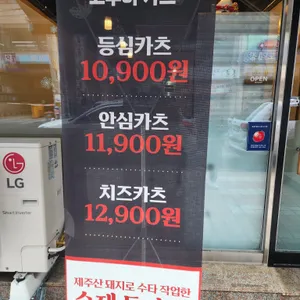 등심카츠
10,900원
안심카츠
11,900원
치즈카츠
12,900원
제주산 돼지로 수타 작업한
OPEN
LG